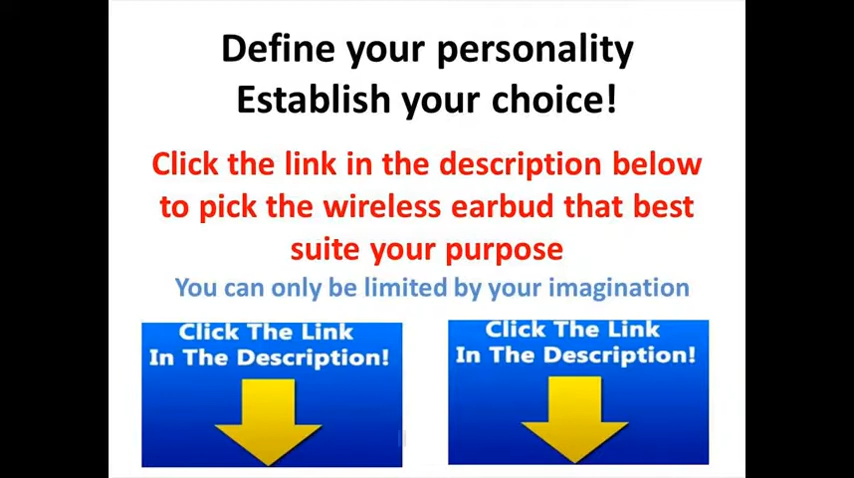 Define your personality
Establish your choice!
Click the link in the description below
to pick the wireless earbud that best
suite your purpose
You can only be limited by your imagination
Click The Link
In The Description!
Click The Link
In The Description!